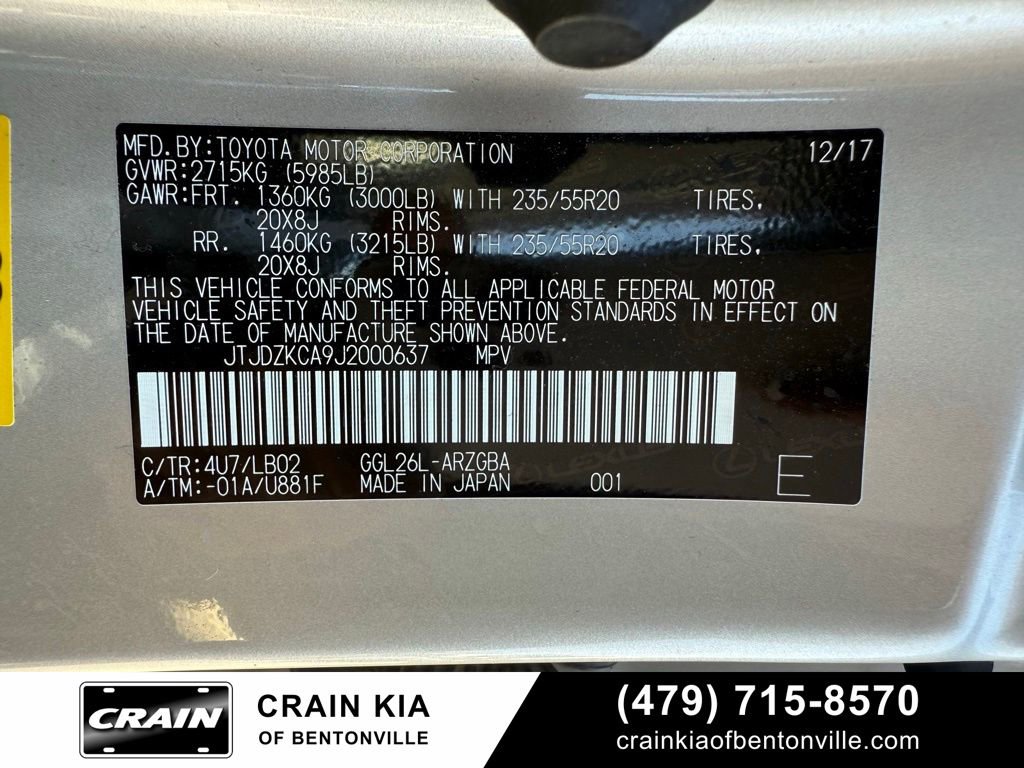 MFD.BY:TOYOTA MOTOR CORPORATION 12/17
GVWR:2715KG (5985LB)
GAWR:FRT. 1360KG (3000LB) WITH 235/55R20 TIRES,
20X8J RIMS.
RR. 1460KG (3215LB) WITH 235/55R20 TIRES,
20X8J RIMS.
THIS VEHICLE CONFORMS TO ALL APPLICABLE FEDERAL MOTOR
VEHICLE SAFETY AND THEFT PREVENTION STANDARDS IN EFFECT ON
THE DATE OF MANUFACTURE SHOWN ABOVE.
JTJDZKCA9J2000637 MPV
C/TR:4U7/LB02 GGL26L-ARZGBA
A/TM:-01A/U881F MADE IN JAPAN 001 E
LEXUS
CRAIN
CRAIN KIA
OF BENTONVILLE
(479) 715-8570
crainkiaofbentonville.com